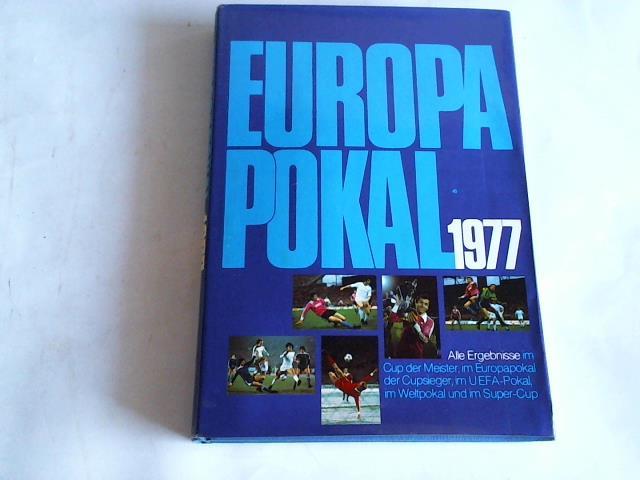 EUROPA
POKAL
1977
Alle Ergebnisse im
Cup der Meister, im Europapokal
der Cupsieger, im UEFA-Pokal,
im Weltpokal und im Super-Cup